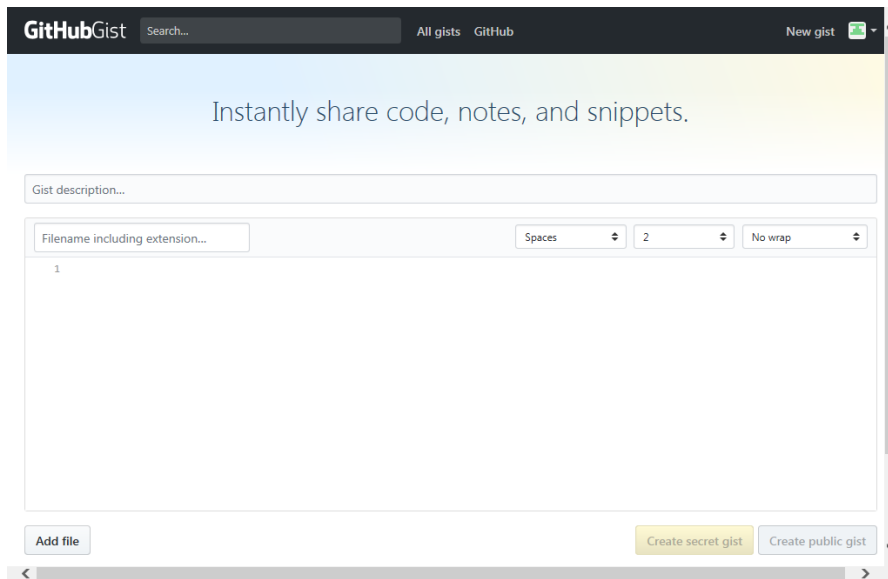 GitHubGist Search... All gists GitHub New gist
Instantly share code, notes, and snippets.
Gist description...
Filename including extension... Spaces 2 No wrap
1
Add file Create secret gist Create public gist